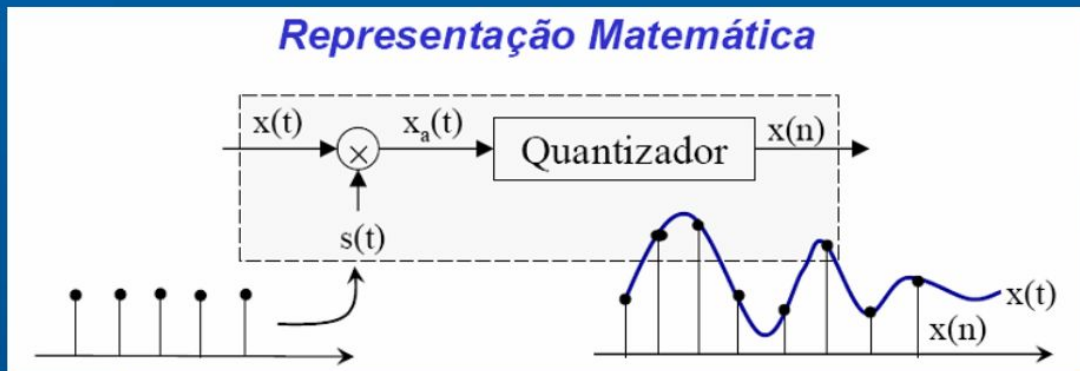 Representação Matemática
x(t)
xₐ(t)
Quantizador
x(n)
s(t)
x(t)
x(n)